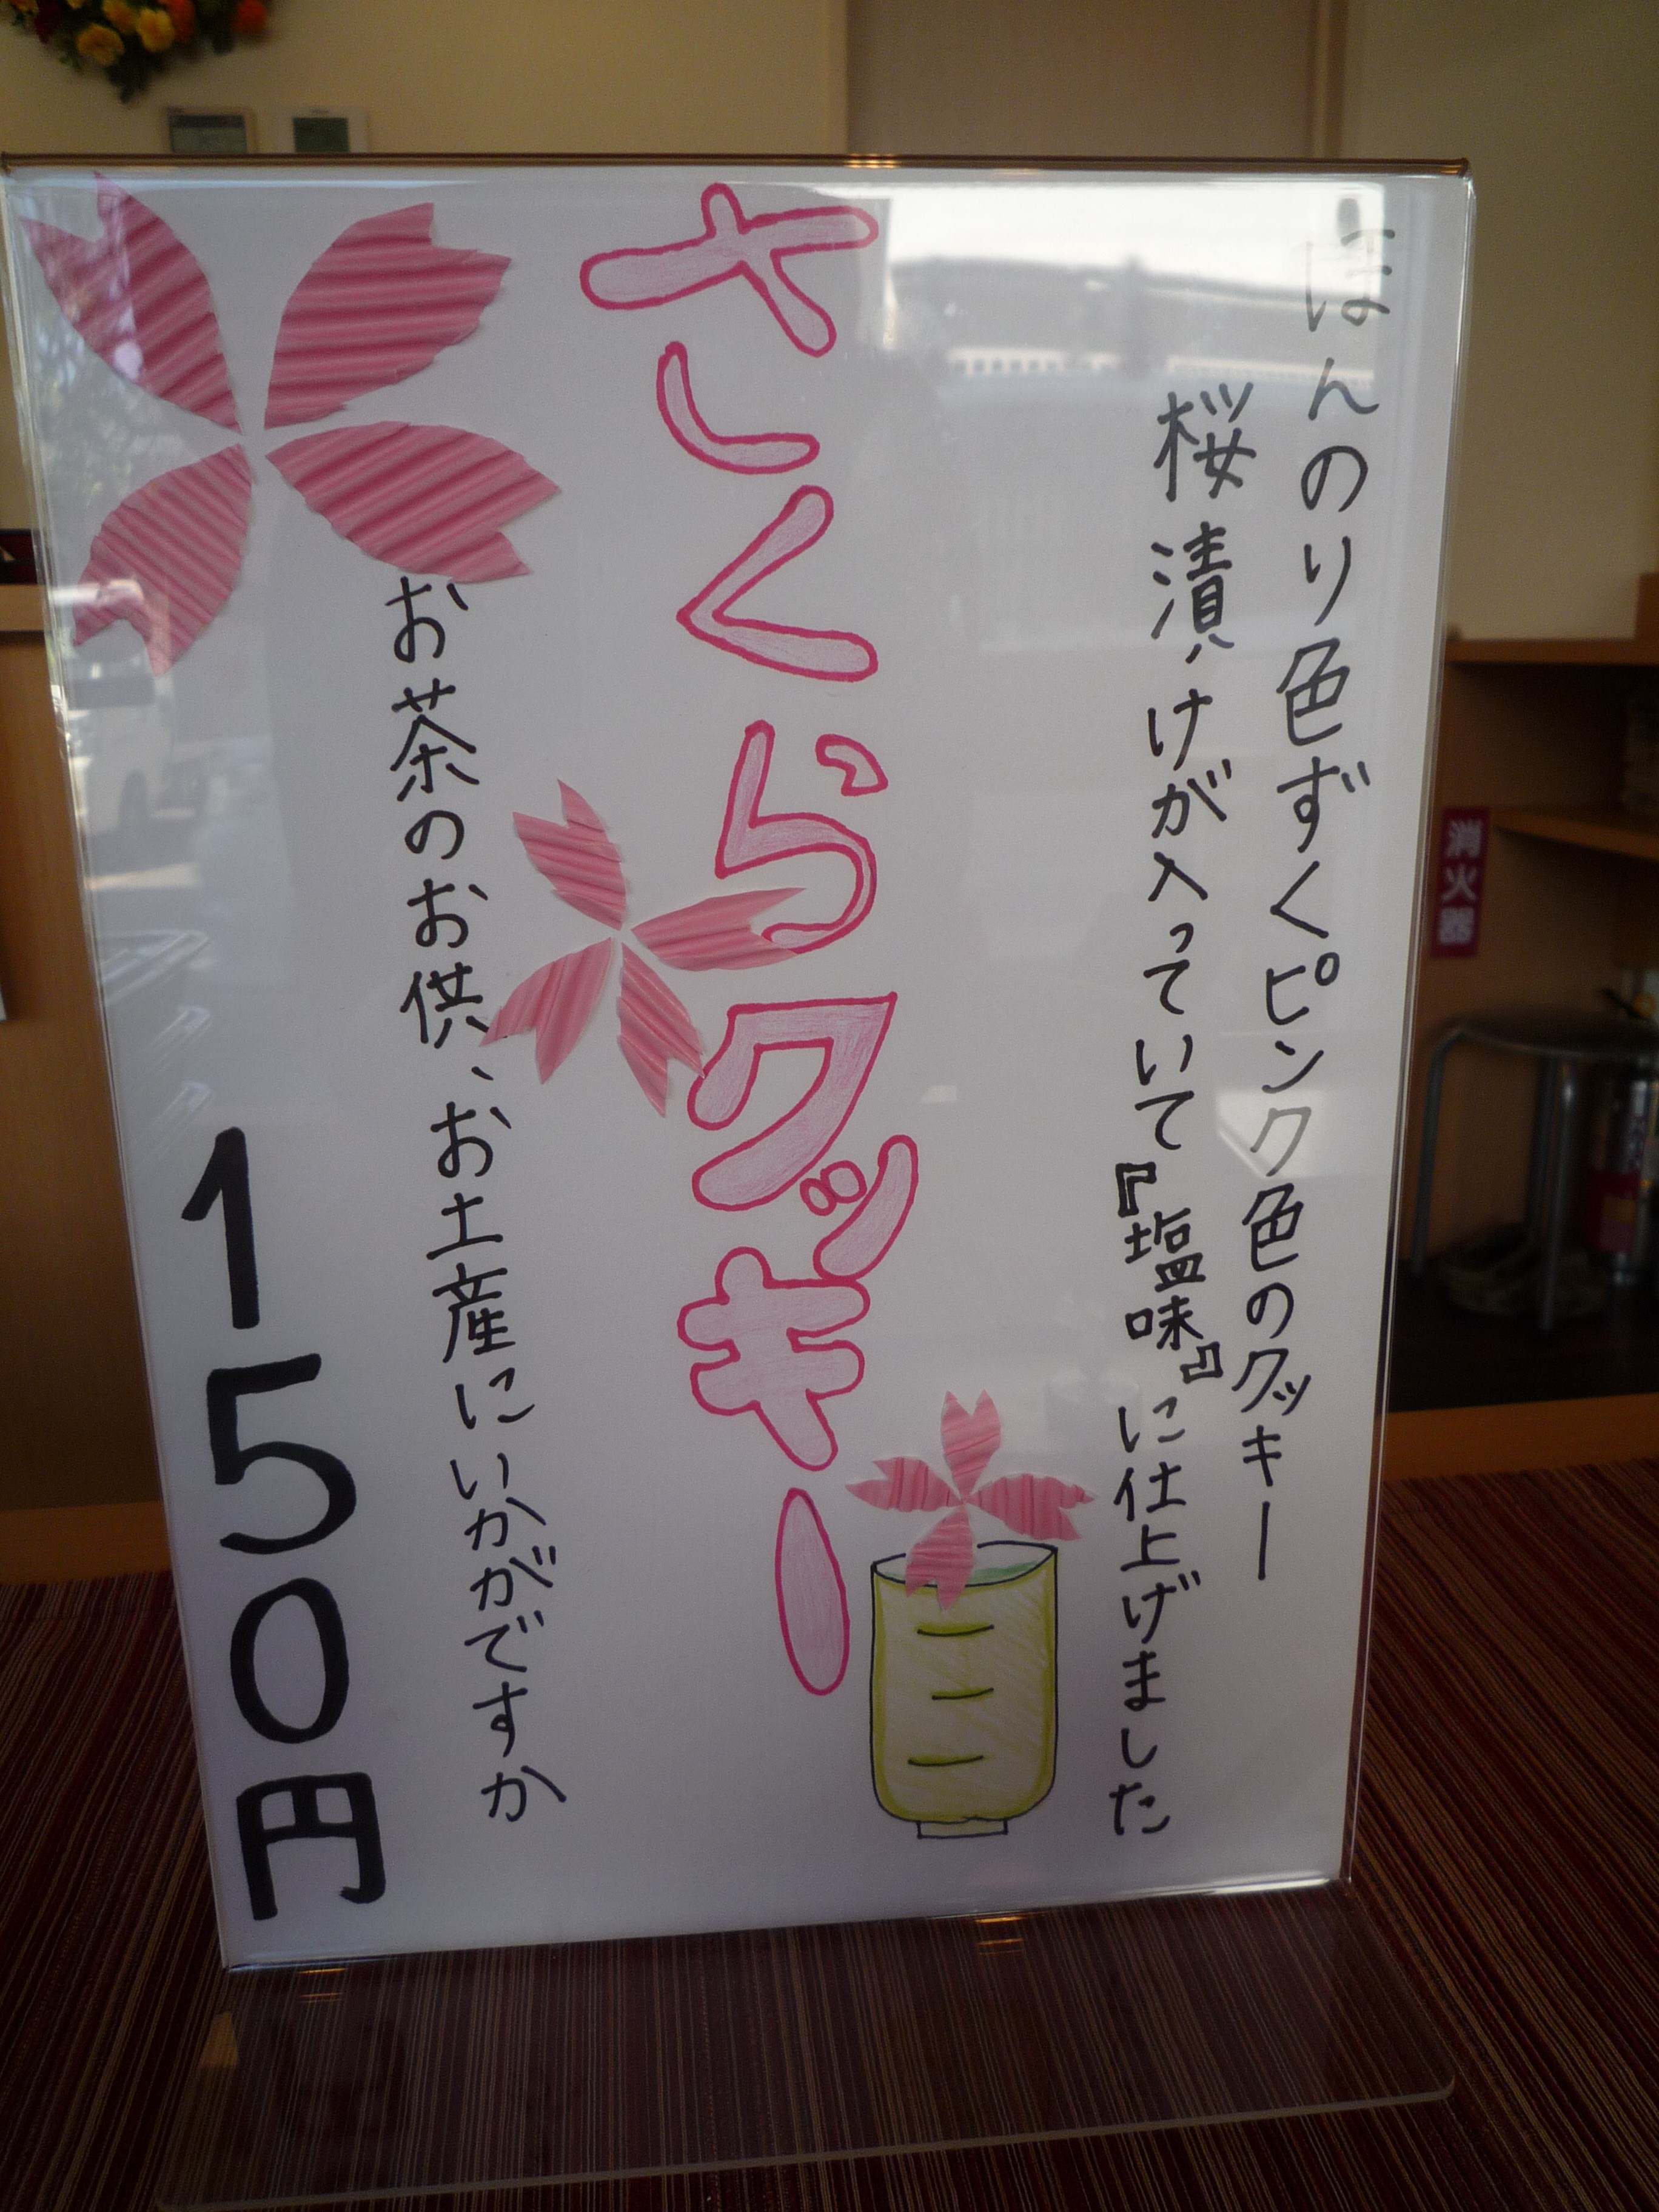 ほんのり色ずくピンク色のクッキー
桜漬けが入っていて『塩味』に仕上げました
さくらクッキー
お茶のお供、お土産にいかがですか
150円
消火器